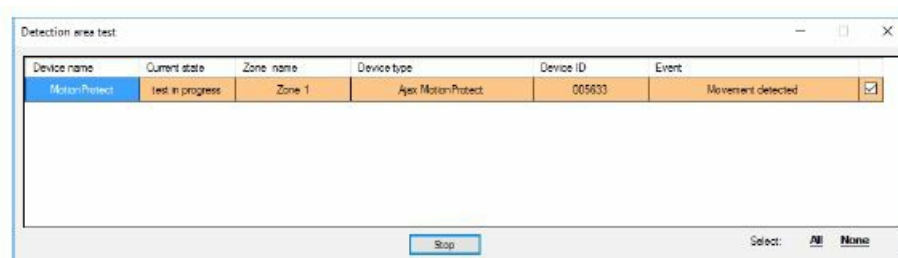 Detection area test
Device name Current state Zone name Device type Device ID Event
MotionProtect test in progress Zone 1 Ajax MotionProtect 005633 Movement detected
Stop Select: All None